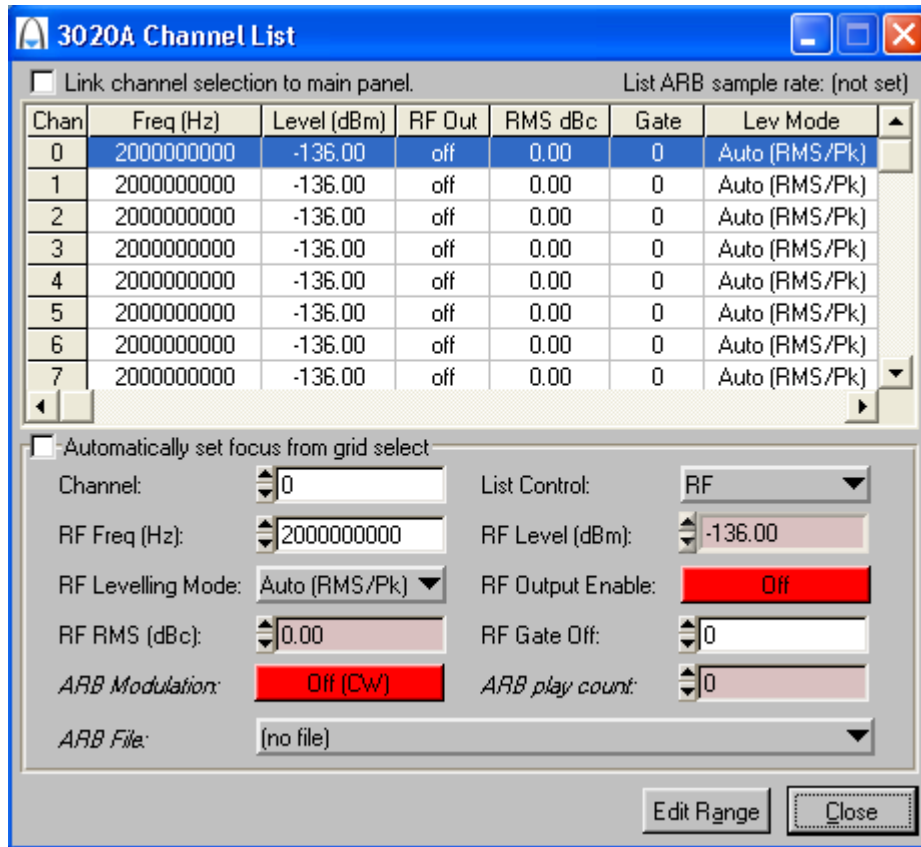 3020A Channel List
Link channel selection to main panel. List ARB sample rate: (not set)
Chan Freq (Hz) Level (dBm) RF Out RMS dBc Gate Lev Mode
0 2000000000 -136.00 off 0.00 0 Auto (RMS/Pk)
1 2000000000 -136.00 off 0.00 0 Auto (RMS/Pk)
2 2000000000 -136.00 off 0.00 0 Auto (RMS/Pk)
3 2000000000 -136.00 off 0.00 0 Auto (RMS/Pk)
4 2000000000 -136.00 off 0.00 0 Auto (RMS/Pk)
5 2000000000 -136.00 off 0.00 0 Auto (RMS/Pk)
6 2000000000 -136.00 off 0.00 0 Auto (RMS/Pk)
7 2000000000 -136.00 off 0.00 0 Auto (RMS/Pk)
Automatically set focus from grid select
Channel: 0 List Control: RF
RF Freq (Hz): 2000000000 RF Level (dBm): -136.00
RF Levelling Mode: Auto (RMS/Pk) RF Output Enable: Off
RF RMS (dBc): 0.00 RF Gate Off: 0
ARB Modulation: Off (CW) ARB play count: 0
ARB File: (no file)
Edit Range Close